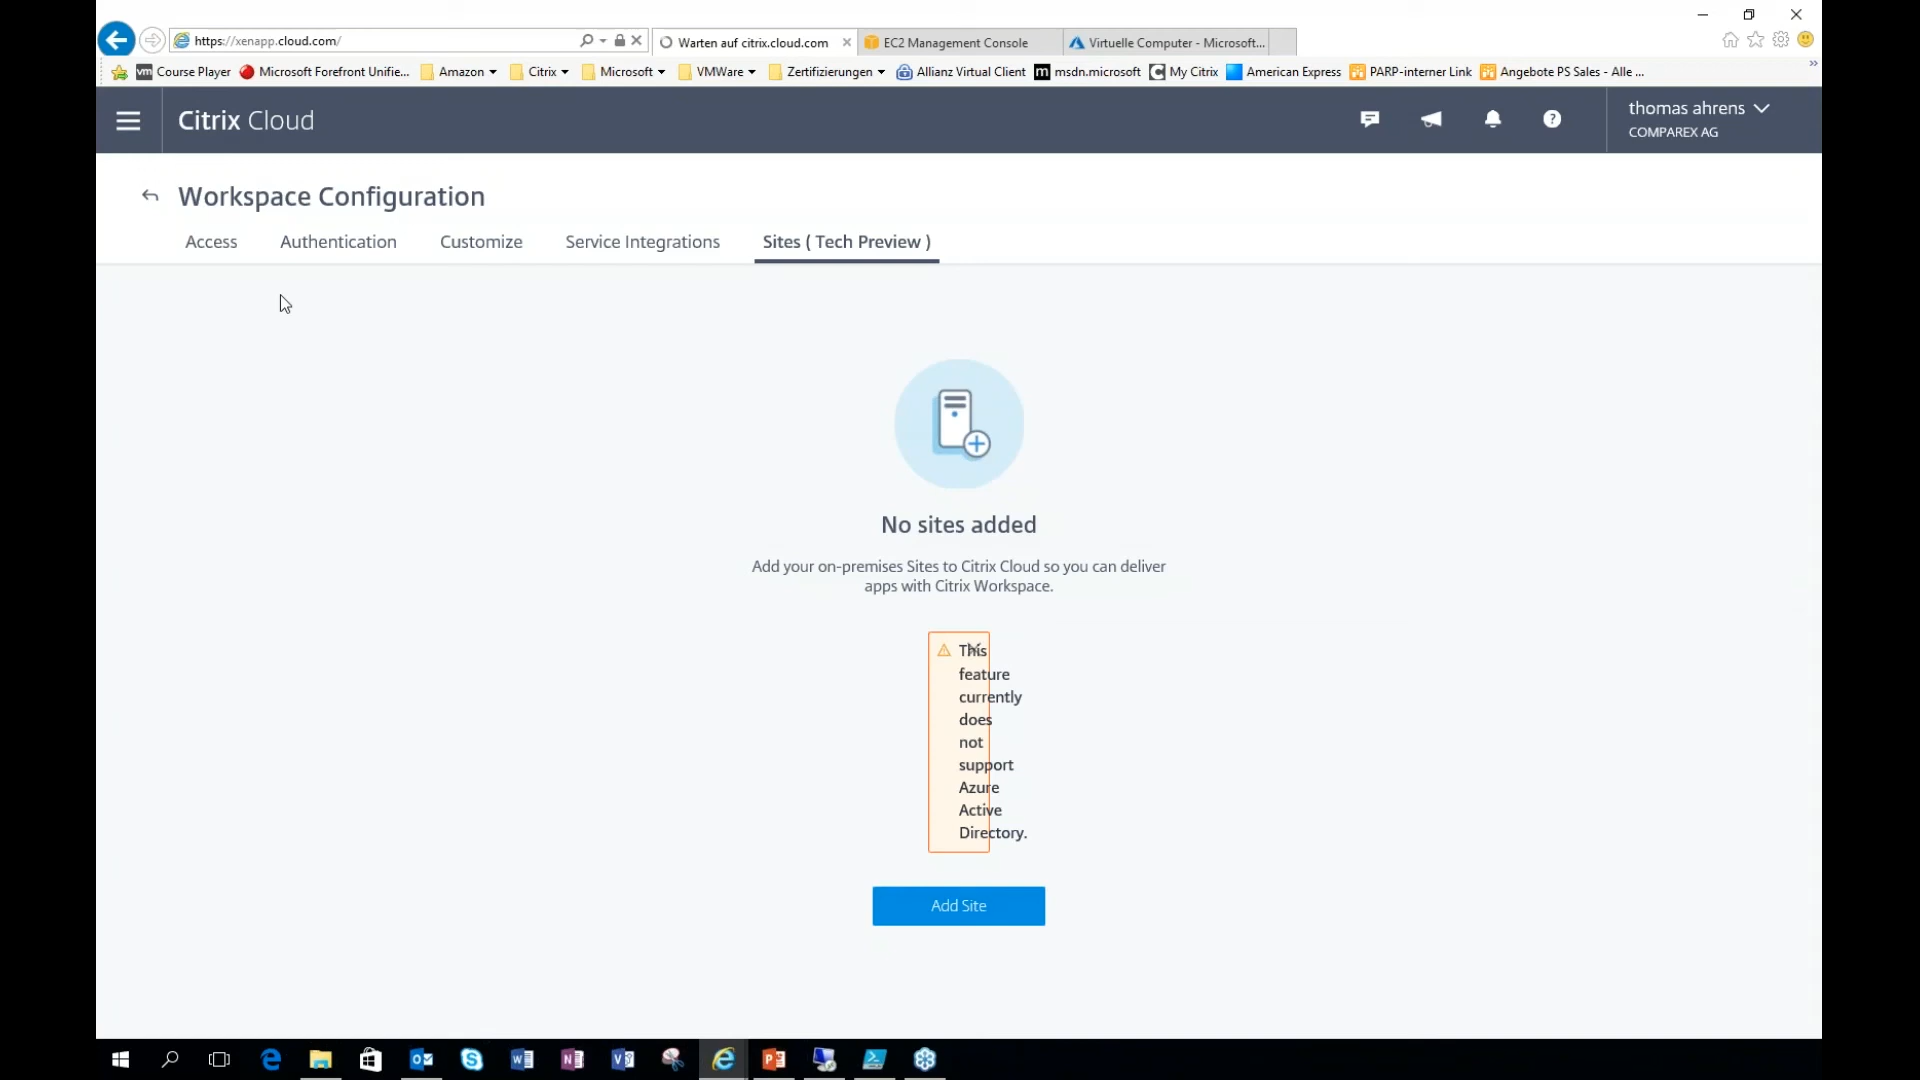 https://xenapp.cloud.com/
Warten auf citrix.cloud.com
EC2 Management Console
Virtuelle Computer - Microsoft...
vm Course Player
Microsoft Forefront Unifie...
Amazon
Citrix
Microsoft
VMWare
Zertifizierungen
Allianz Virtual Client
m msdn.microsoft
My Citrix
American Express
PARP-interner Link
Angebote PS Sales - Alle ...
Citrix Cloud
thomas ahrens
COMPAREX AG
Workspace Configuration
Access
Authentication
Customize
Service Integrations
Sites ( Tech Preview )
No sites added
Add your on-premises Sites to Citrix Cloud so you can deliver
apps with Citrix Workspace.
This
feature
currently
does
not
support
Azure
Active
Directory.
Add Site